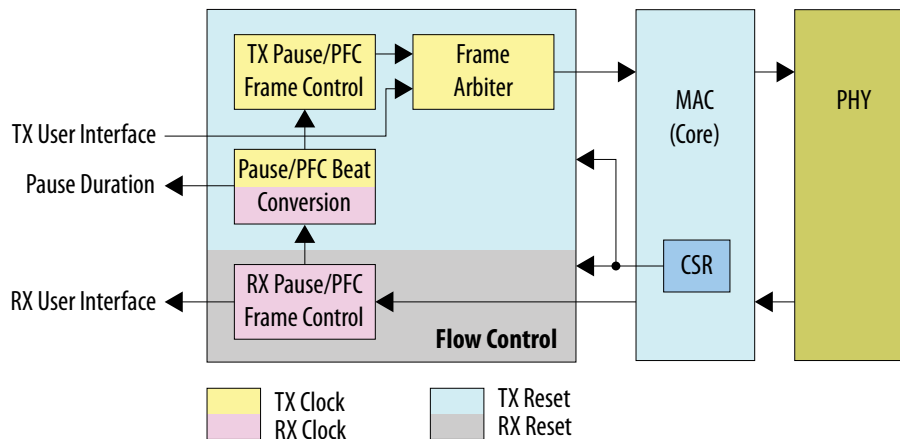 TX Pause/PFC
Frame Control
Frame
Arbiter
MAC
(Core)
PHY
TX User Interface
Pause Duration
Pause/PFC Beat
Conversion
CSR
RX User Interface
RX Pause/PFC
Frame Control
Flow Control
TX Clock
RX Clock
TX Reset
RX Reset